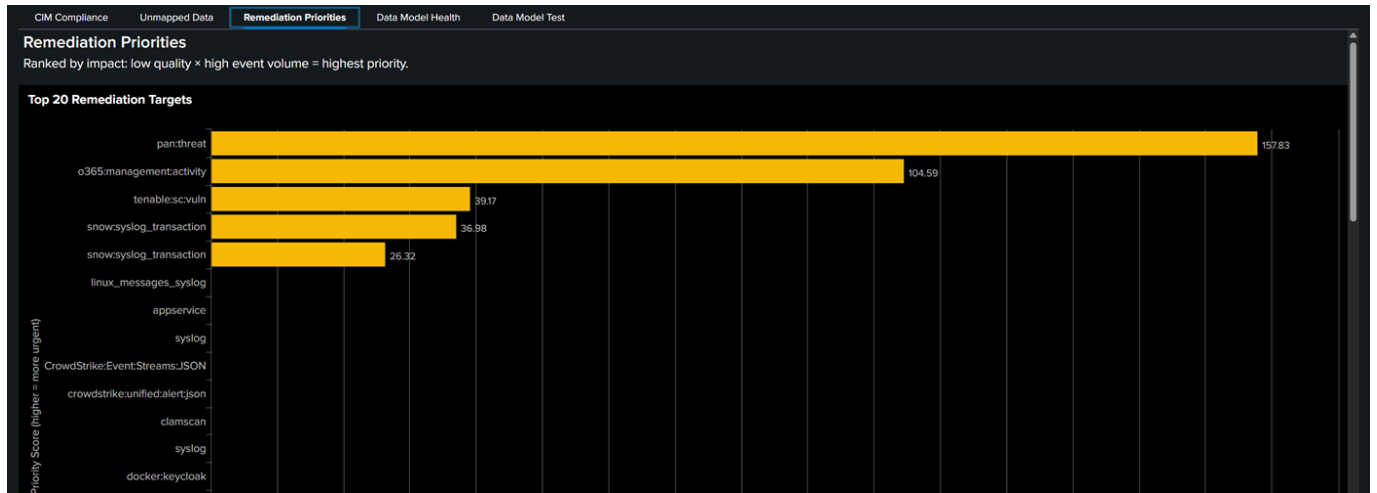 CIM Compliance Unmapped Data Remediation Priorities Data Model Health Data Model Test
Remediation Priorities
Ranked by impact: low quality × high event volume = highest priority.
Top 20 Remediation Targets
pan:threat 157.83
o365:management:activity 104.59
tenable:sc:vuln 39.17
snow:syslog_transaction 36.98
snow:syslog_transaction 26.32
linux_messages_syslog
appservice
syslog
CrowdStrike:Event:Streams:JSON
crowdstrike:unified:alert:json
clamscan
syslog
docker:keycloak
Priority Score (higher = more urgent)